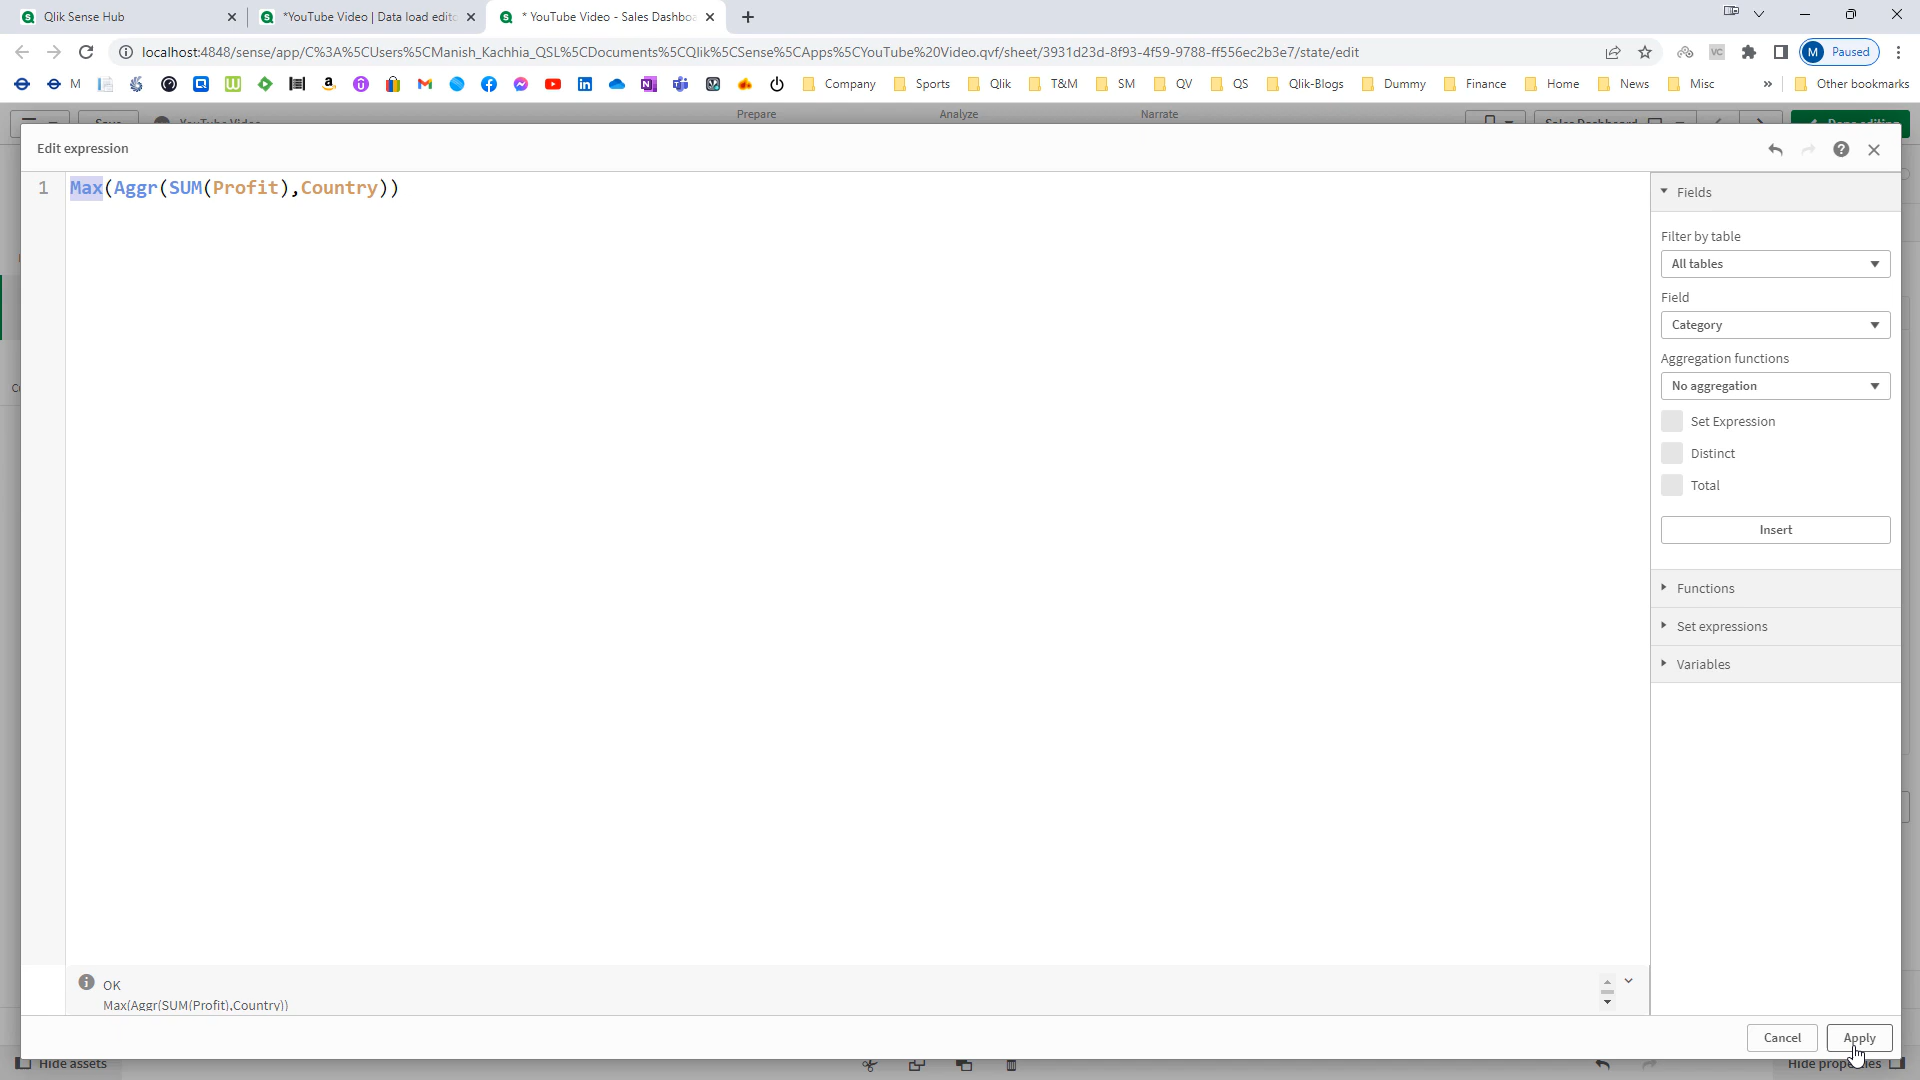 Qlik Sense Hub
*YouTube Video | Data load edito
* YouTube Video - Sales Dashboa
localhost:4848/sense/app/C%3A%5CUsers%5CManish_Kachhia_QSL%5CDocuments%5CQlik%5CSense%5CApps%5CYouTube%20Video.qvf/sheet/3931d23d-8f93-4f59-9788-ff556ec2b3e7/state/edit
M Paused
M
Company
Sports
Qlik
T&M
SM
QV
QS
Qlik-Blogs
Dummy
Finance
Home
News
Misc
»
Other bookmarks
Prepare
Analyze
Narrate
Edit expression
1 Max(Aggr(SUM(Profit),Country))
Fields
Filter by table
All tables
Field
Category
Aggregation functions
No aggregation
Set Expression
Distinct
Total
Insert
Functions
Set expressions
Variables
OK
Max(Aggr(SUM(Profit),Country))
Cancel
Apply
Hide assets